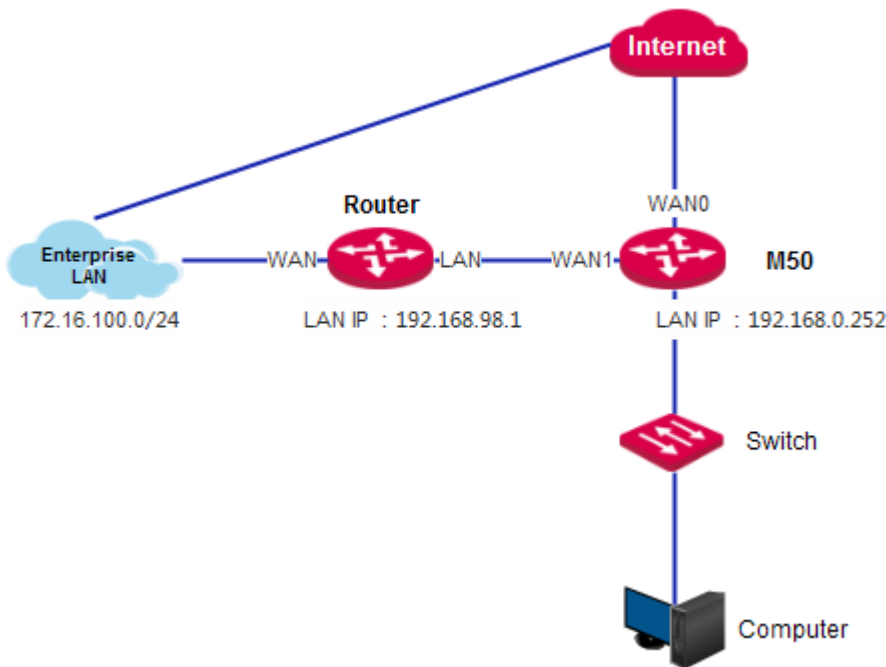 Internet
Router
WAN0
Enterprise
LAN
WAN
LAN
WAN1
M50
172.16.100.0/24
LAN IP : 192.168.98.1
LAN IP : 192.168.0.252
Switch
Computer